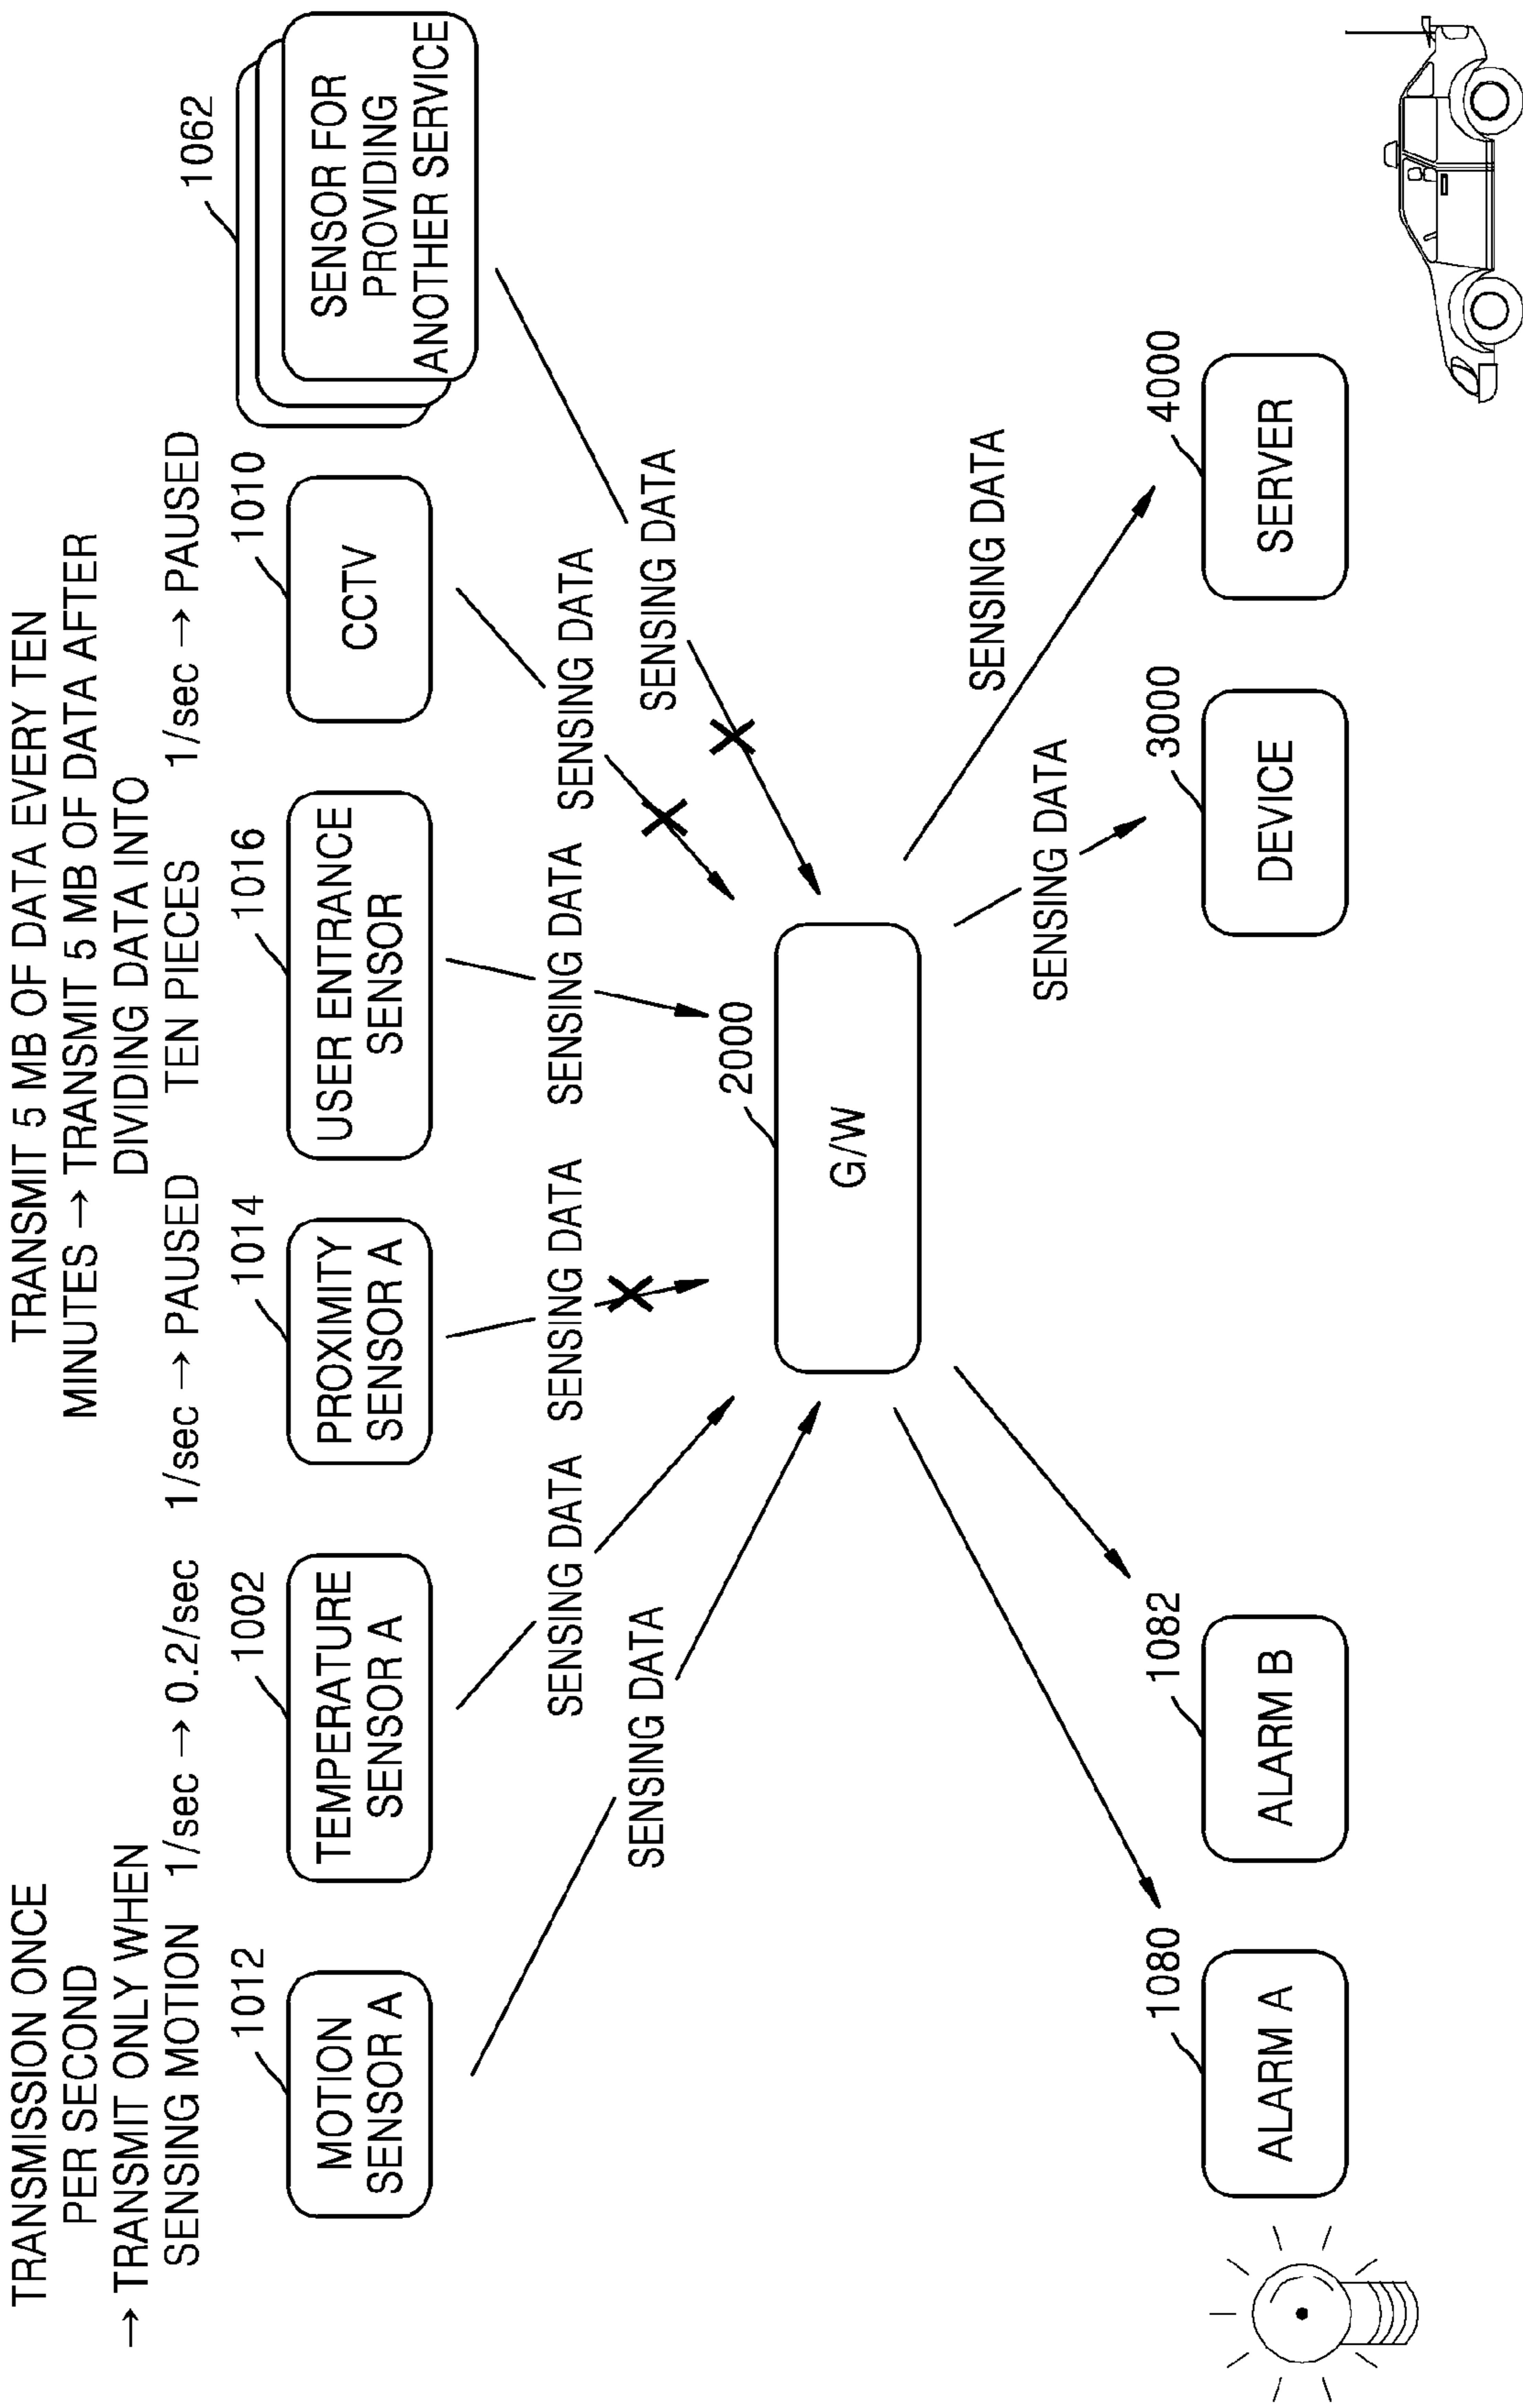 TRANSMISSION ONCE
PER SECOND
→ TRANSMIT ONLY WHEN
SENSING MOTION
1/sec → 0.2/sec
1/sec → PAUSED
TRANSMIT 5 MB OF DATA EVERY TEN
MINUTES → TRANSMIT 5 MB OF DATA AFTER
DIVIDING DATA INTO
TEN PIECES
1/sec → PAUSED
1012
MOTION
SENSOR A
1002
TEMPERATURE
SENSOR A
1014
PROXIMITY
SENSOR A
1016
USER ENTRANCE
SENSOR
1010
CCTV
1062
SENSOR FOR
PROVIDING
ANOTHER SERVICE
SENSING DATA
SENSING DATA
SENSING DATA
SENSING DATA
SENSING DATA
SENSING DATA
2000
G/W
SENSING DATA
SENSING DATA
1080
ALARM A
1082
ALARM B
3000
DEVICE
4000
SERVER